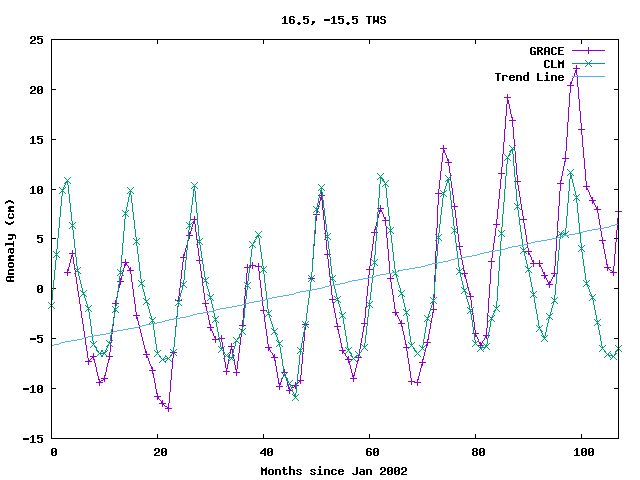 16.5, -15.5 TWS
GRACE
CLM
Trend Line
25
20
15
10
5
0
-5
-10
-15
Anomaly (cm)
0 20 40 60 80 100
Months since Jan 2002